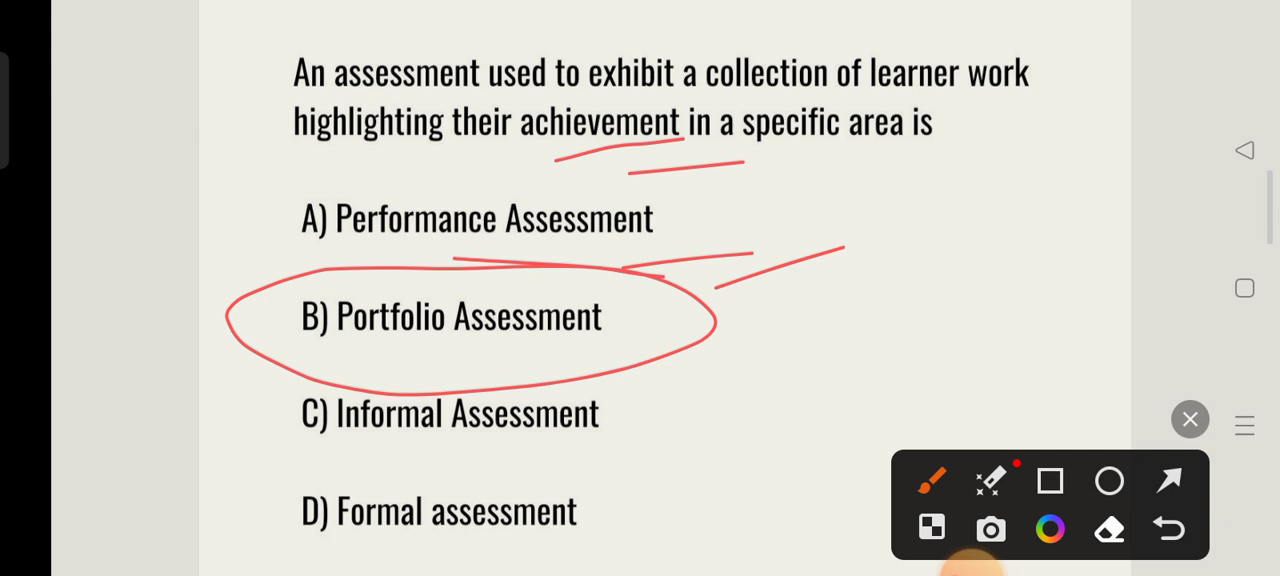 An assessment used to exhibit a collection of learner work
highlighting their achievement in a specific area is
A) Performance Assessment
B) Portfolio Assessment
C) Informal Assessment
D) Formal assessment